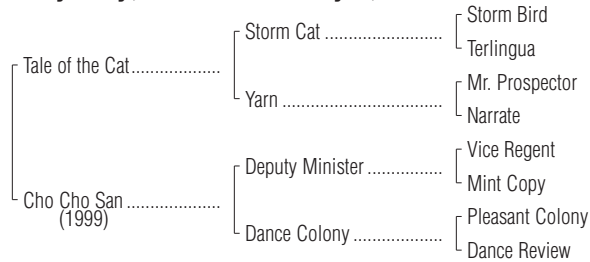 Storm Bird
Storm Cat ........................
Terlingua
Tale of the Cat....................
Mr. Prospector
Yarn ..................................
Narrate
Vice Regent
Deputy Minister ................
Mint Copy
Cho Cho San .....................
(1999)
Pleasant Colony
Dance Colony ...................
Dance Review